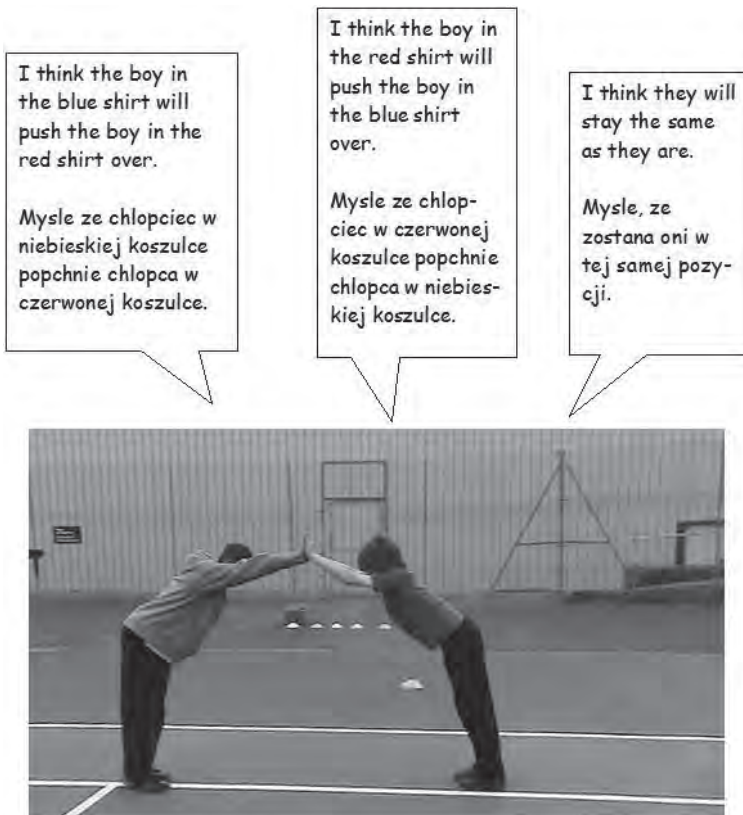 I think the boy in
the blue shirt will
push the boy in the
red shirt over.
Mysle ze chlopciec w
niebieskiej koszulce
popchnie chlopca w
czerwonej koszulce.
I think the boy in
the red shirt will
push the boy in
the blue shirt
over.
Mysle ze chlop-
ciec w czerwonej
koszulce popchnie
chlopca w niebies-
kiej koszulce.
I think they will
stay the same
as they are.
Mysle, ze
zostana oni w
tej samej pozy-
cji.